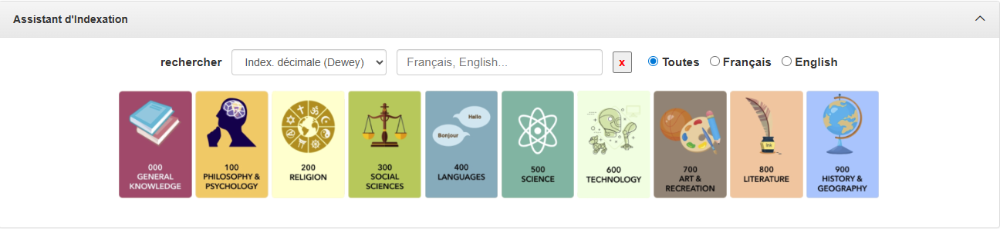 Assistant d'Indexation
rechercher Index. décimale (Dewey) Français, English... x Toutes Français English
Hallo
Bonjour
Ink
000
GENERAL
KNOWLEDGE
100
PHILOSOPHY &
PSYCHOLOGY
200
RELIGION
300
SOCIAL
SCIENCES
400
LANGUAGES
500
SCIENCE
600
TECHNOLOGY
700
ART &
RECREATION
800
LITERATURE
900
HISTORY &
GEOGRAPHY